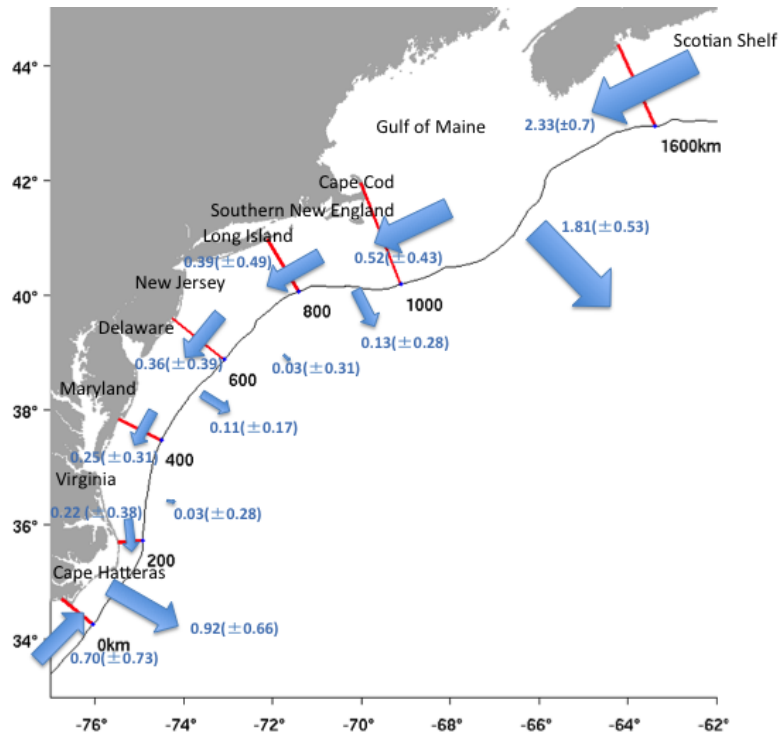 Scotian Shelf
44°
2.33(±0.7)
Gulf of Maine
1600km
42°
Cape Cod
Southern New England
1.81(±0.53)
Long Island
0.39(±0.49)
0.52(±0.43)
New Jersey
40°
800
1000
Delaware
0.13(±0.28)
0.36(±0.39)
0.03(±0.31)
600
Maryland
38°
0.11(±0.17)
0.25(±0.31)
400
Virginia
0.22(±0.38)
0.03(±0.28)
36°
200
Cape Hatteras
0.92(±0.66)
34°
0km
0.70(±0.73)
-76° -74° -72° -70° -68° -66° -64° -62°